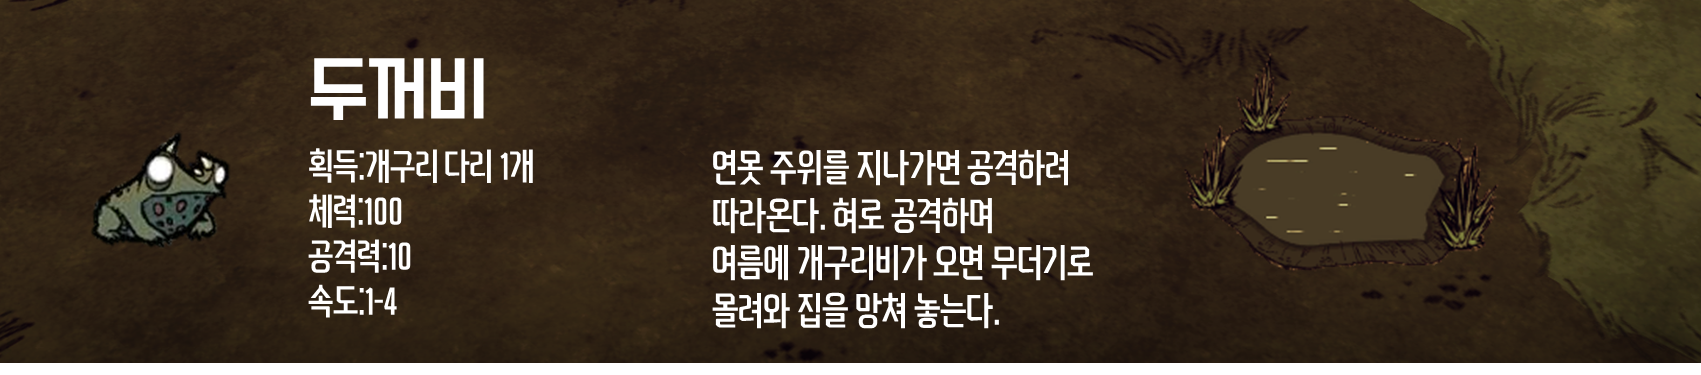 두꺼비
획득:개구리 다리 1개
체력:100
공격력:10
속도:1-4
연못 주위를 지나가면 공격하려
따라온다. 혀로 공격하며
여름에 개구리비가 오면 무더기로
몰려와 집을 망쳐 놓는다.